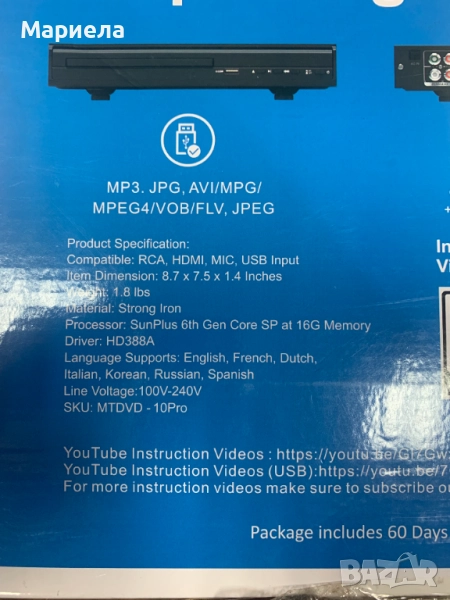 Мариела
MP3. JPG, AVI/MPG/
MPEG4/VOB/FLV, JPEG
Product Specification:
Compatible: RCA, HDMI, MIC, USB Input
Item Dimension: 8.7 x 7.5 x 1.4 Inches
Weight: 1.8 lbs
Material: Strong Iron
Processor: SunPlus 6th Gen Core SP at 16G Memory
Driver: HD388A
Language Supports: English, French, Dutch,
Italian, Korean, Russian, Spanish
Line Voltage:100V-240V
SKU: MTDVD - 10Pro
YouTube Instruction Videos : https://youtu.be/
YouTube Instruction Videos (USB):https://youtu.be/7
For more instruction videos make sure to subscribe
Package includes 60 Days
bazar